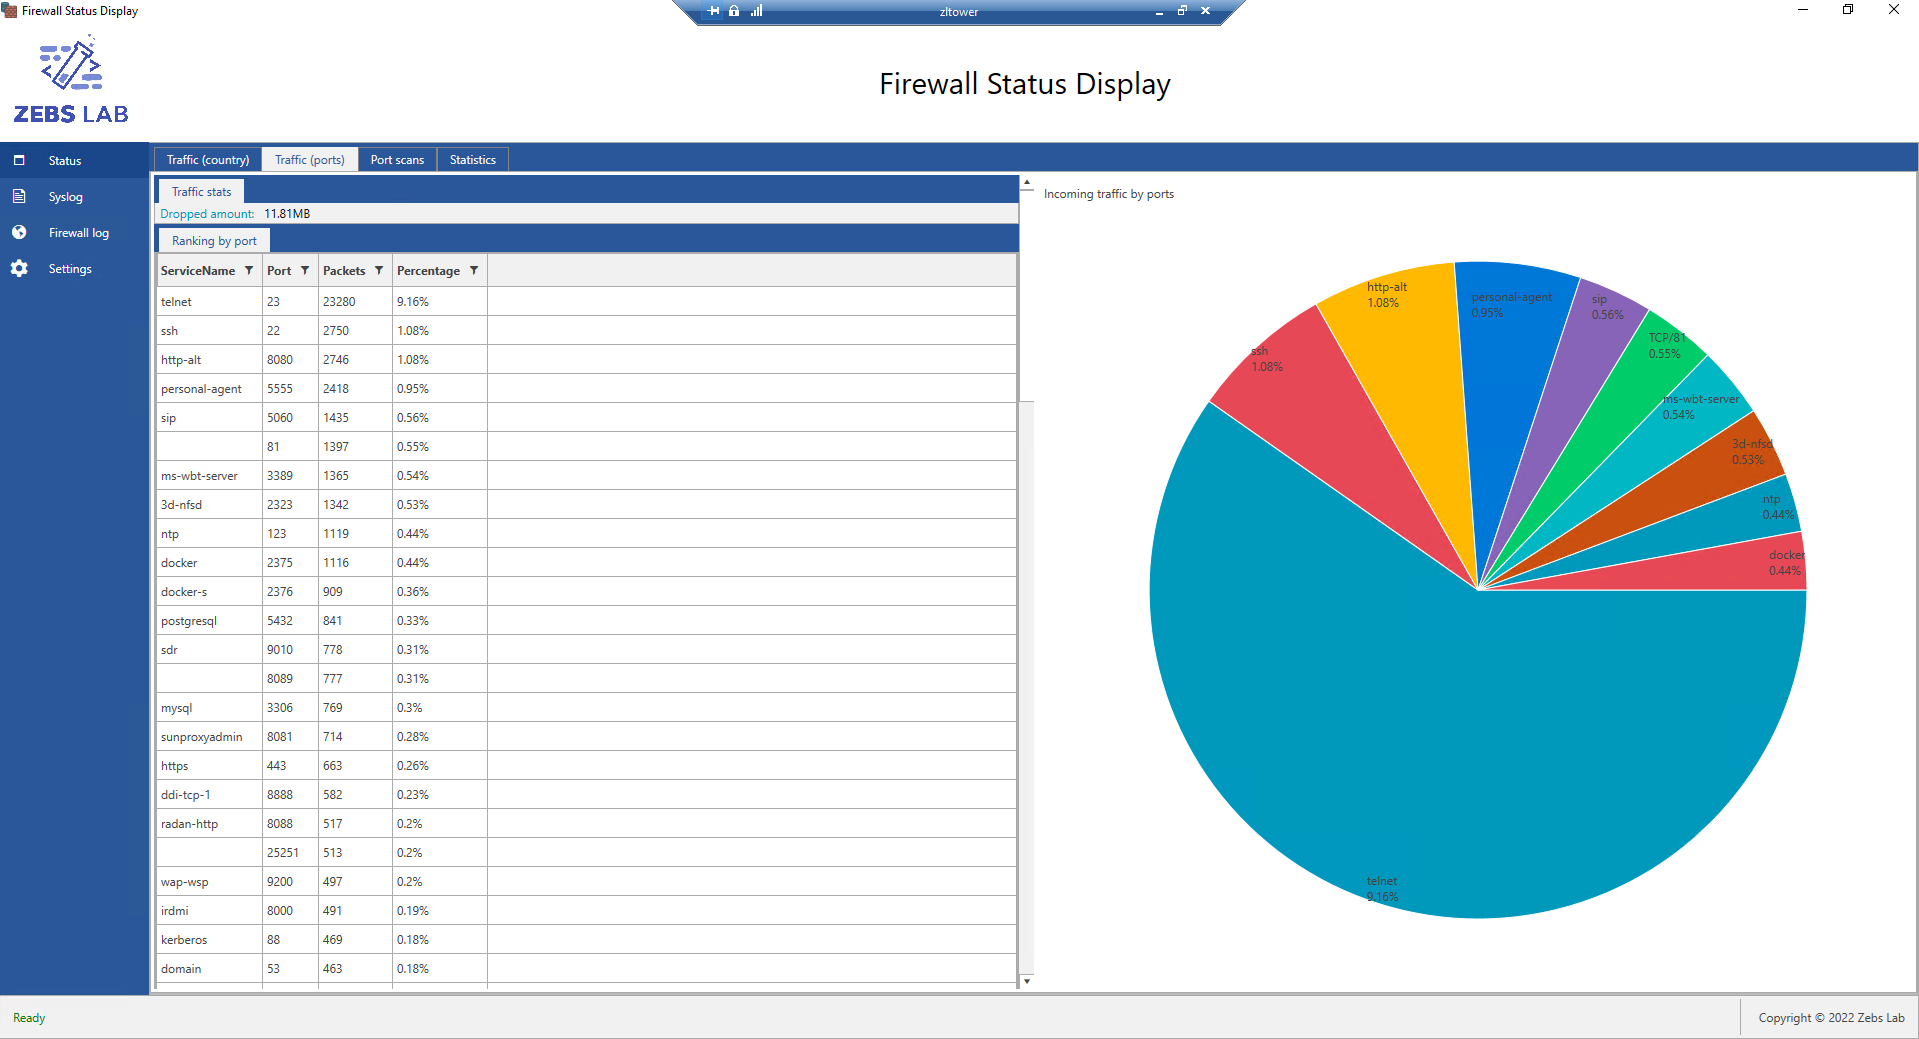 Firewall Status Display
zltower
ZEBS LAB
Firewall Status Display
Status
Syslog
Firewall log
Settings
Traffic (country)
Traffic (ports)
Port scans
Statistics
Traffic stats
Dropped amount: 11.81MB
Ranking by port
ServiceName Port Packets Percentage
telnet 23 23280 9.16%
ssh 22 2750 1.08%
http-alt 8080 2746 1.08%
personal-agent 5555 2418 0.95%
sip 5060 1435 0.56%
81 1397 0.55%
ms-wbt-server 3389 1365 0.54%
3d-nfsd 2323 1342 0.53%
ntp 123 1119 0.44%
docker 2375 1116 0.44%
docker-s 2376 909 0.36%
postgresql 5432 841 0.33%
sdr 9010 778 0.31%
8089 777 0.31%
mysql 3306 769 0.3%
sunproxyadmin 8081 714 0.28%
https 443 663 0.26%
ddi-tcp-1 8888 582 0.23%
radan-http 8088 517 0.2%
25251 513 0.2%
wap-wsp 9200 497 0.2%
irdmi 8000 491 0.19%
kerberos 88 469 0.18%
domain 53 463 0.18%
Incoming traffic by ports
http-alt
1.08%
personal-agent
0.95%
sip
0.56%
TCP/81
0.55%
ssh
1.08%
ms-wbt-server
0.54%
3d-nfsd
0.53%
ntp
0.44%
docker
0.44%
telnet
9.16%
Ready
Copyright © 2022 Zebs Lab